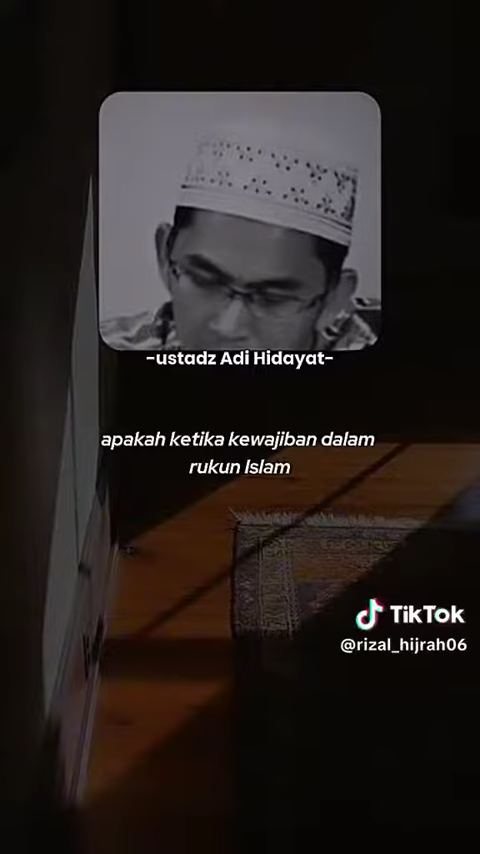 -ustadz Adi Hidayat-
apakah ketika kewajiban dalam
rukun Islam
TikTok
@rizal_hijrah06